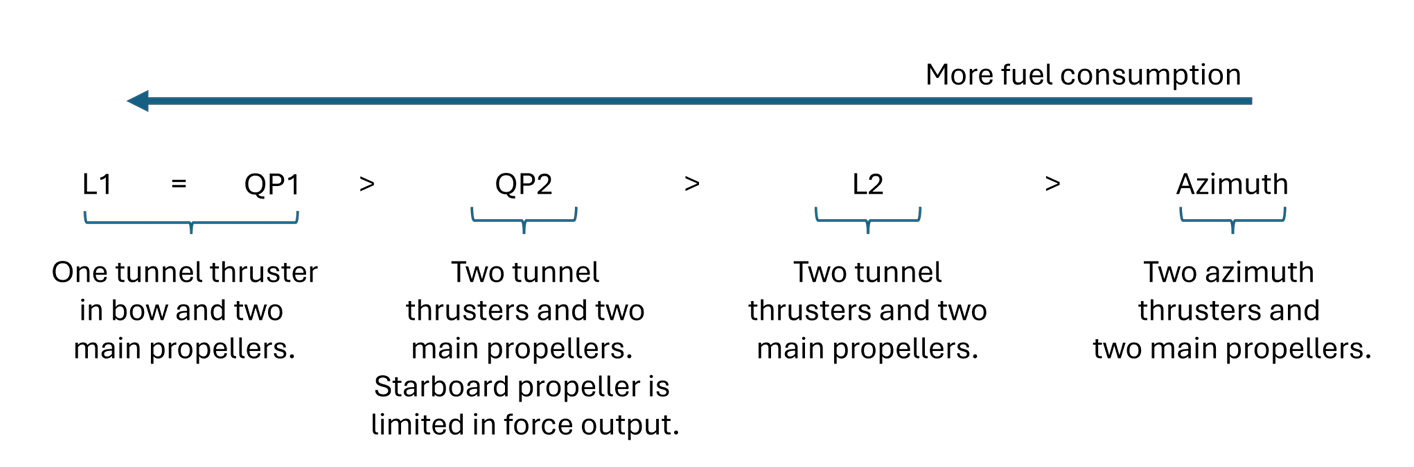 More fuel consumption
L1 = QP1 > QP2 > L2 > Azimuth
One tunnel thruster
in bow and two
main propellers.
Two tunnel
thrusters and two
main propellers.
Starboard propeller is
limited in force output.
Two tunnel
thrusters and two
main propellers.
Two azimuth
thrusters and
two main propellers.